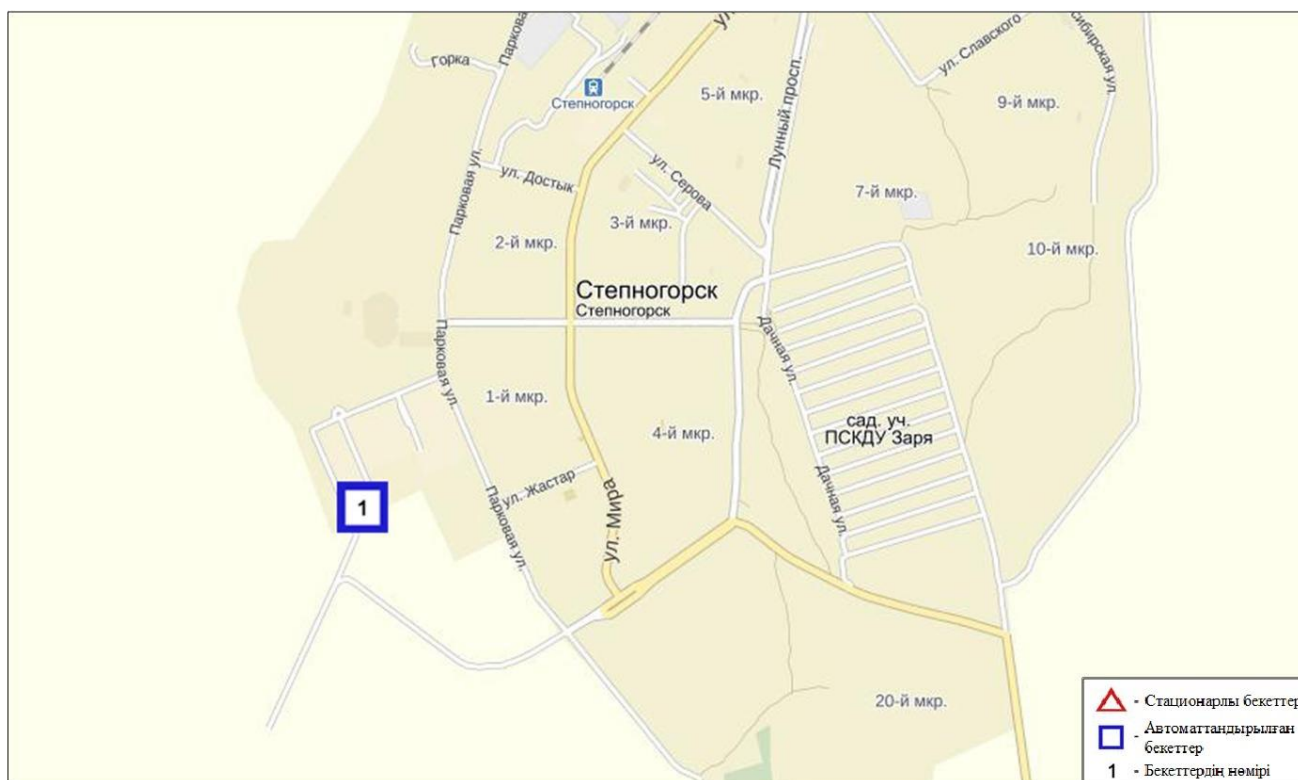 ул. Славского
сибирская ул.
Паркова
Горка
ул.
5-й мкр.
Лунный просп.
9-й мкр.
Степногорск
Парковая ул.
ул. Достык
ул. Серова
7-й мкр.
3-й мкр.
2-й мкр.
10-й мкр.
Степногорск
Степногорск
Парковая ул.
Дачная ул.
1-й мкр.
4-й мкр.
сад. уч.
ПСКДУ Заря
ул. Жастар
ул. Мира
Парковая ул.
Дачная ул.
1
20-й мкр.
- Стационарлы бекеттер
- Автоматтандырылған
бекеттер
1 - Бекеттердің нөмірі